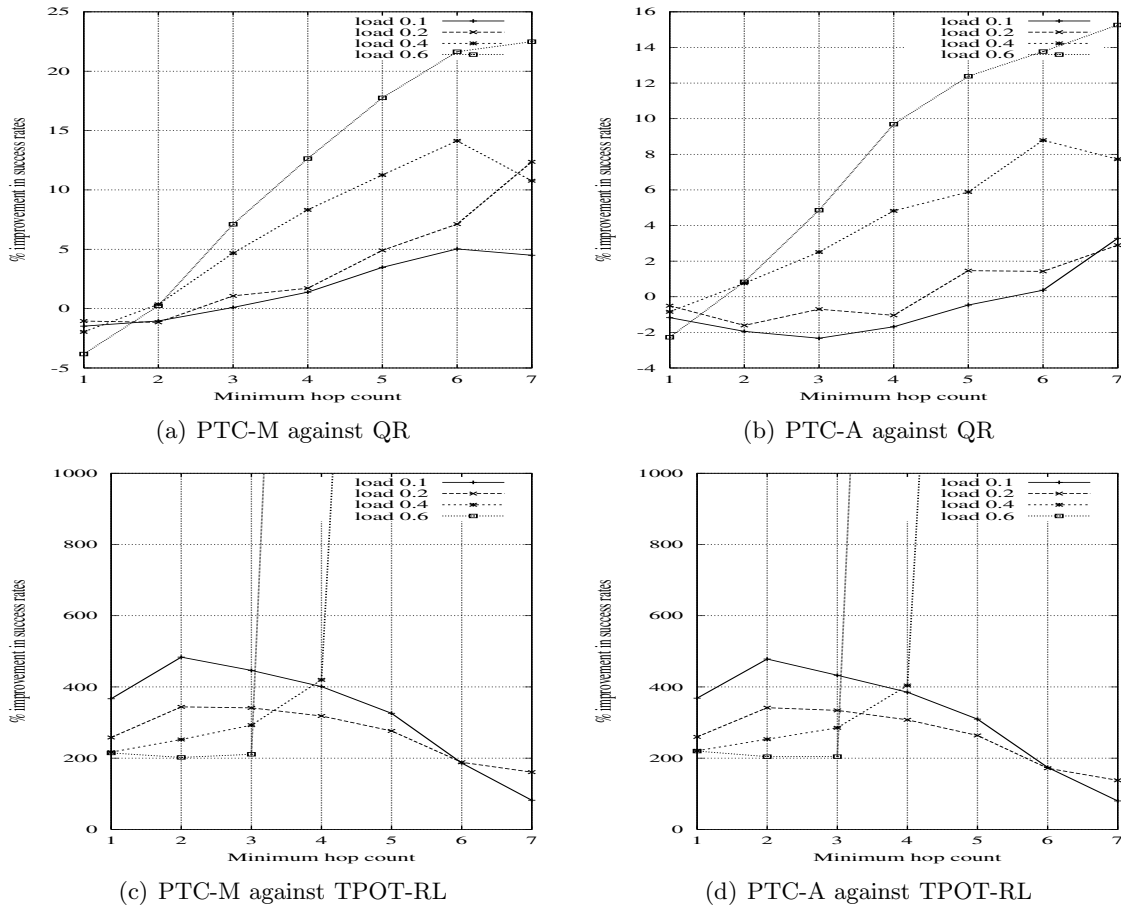 25
20
15
10
5
0
-5
1 2 3 4 5 6 7
% improvement in success rates
Minimum hop count
load 0.1
load 0.2
load 0.4
load 0.6
(a) PTC-M against QR
16
14
12
10
8
6
4
2
0
-2
-4
1 2 3 4 5 6 7
% improvement in success rates
Minimum hop count
load 0.1
load 0.2
load 0.4
load 0.6
(b) PTC-A against QR
1000
800
600
400
200
0
1 2 3 4 5 6 7
% improvement in success rates
Minimum hop count
load 0.1
load 0.2
load 0.4
load 0.6
(c) PTC-M against TPOT-RL
1000
800
600
400
200
0
1 2 3 4 5 6 7
% improvement in success rates
Minimum hop count
load 0.1
load 0.2
load 0.4
load 0.6
(d) PTC-A against TPOT-RL